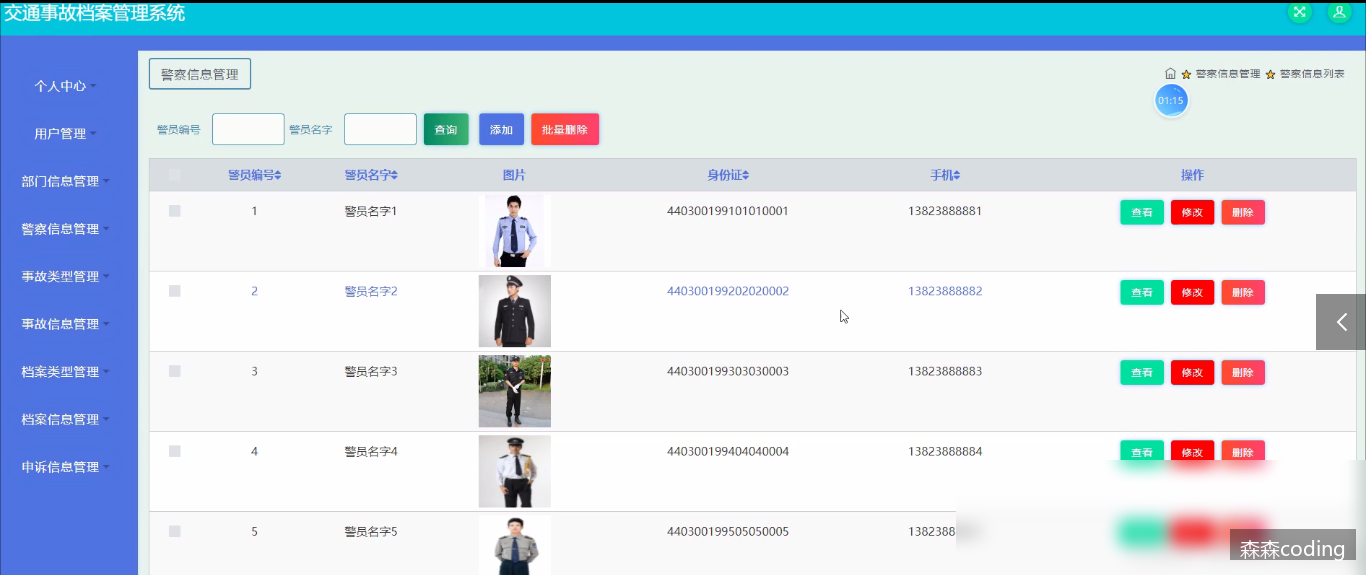 交通事故档案管理系统
个人中心
用户管理
部门信息管理
警察信息管理
事故类型管理
事故信息管理
档案类型管理
档案信息管理
申诉信息管理
警察信息管理
警察信息管理 警察信息列表
01:15
警员编号 警员名字 查询 添加 批量删除
警员编号 警员名字 图片 身份证 手机 操作
1 警员名字1 440300199101010001 13823888881 查看 修改 删除
2 警员名字2 440300199202020002 13823888882 查看 修改 删除
3 警员名字3 440300199303030003 13823888883 查看 修改 删除
4 警员名字4 440300199404040004 13823888884 查看 修改 删除
5 警员名字5 440300199505050005 138238888
森森coding